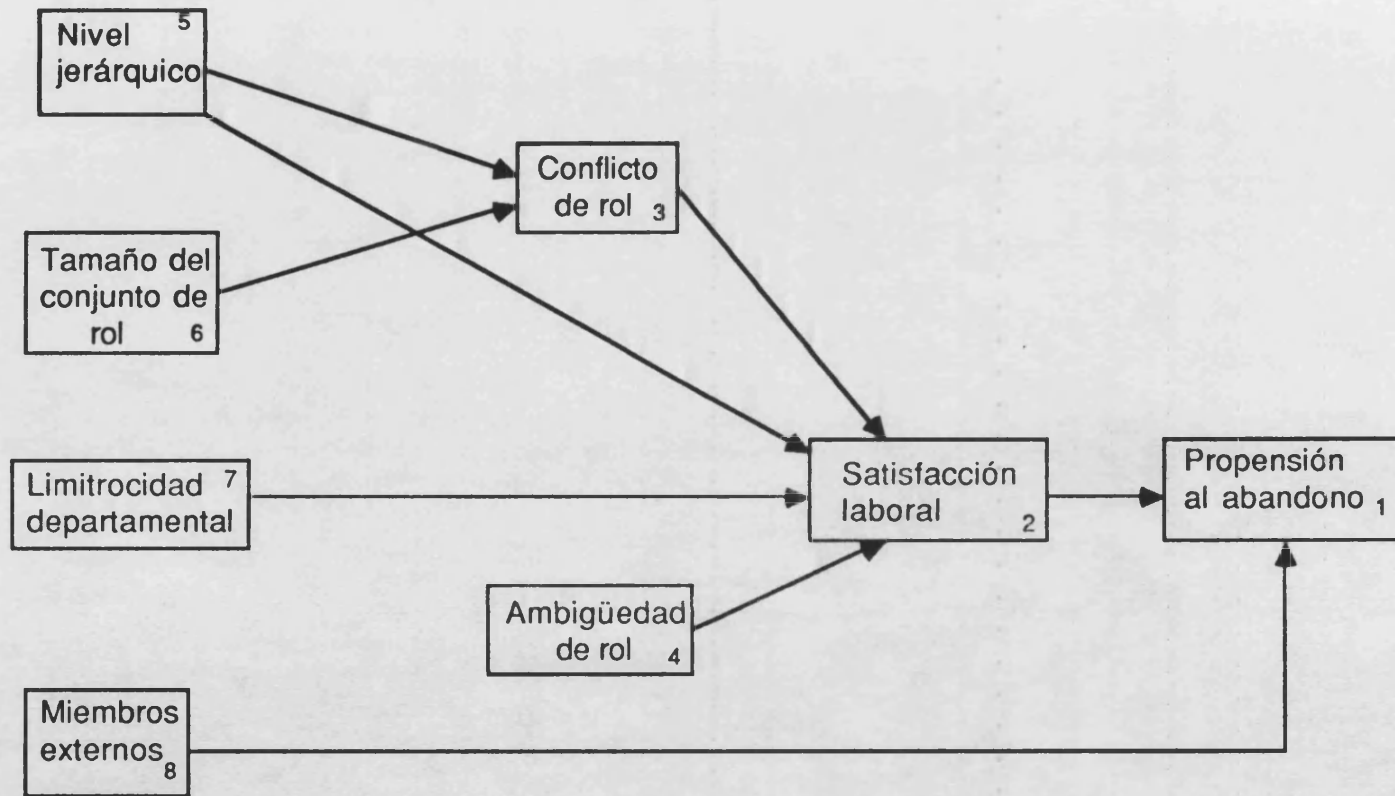 Nivel 5
jerárquico
Conflicto
de rol 3
Tamaño del
conjunto de
rol 6
Limitrocidad 7
departamental
Satisfacción
laboral 2
Propensión
al abandono 1
Ambigüedad
de rol 4
Miembros
externos 8